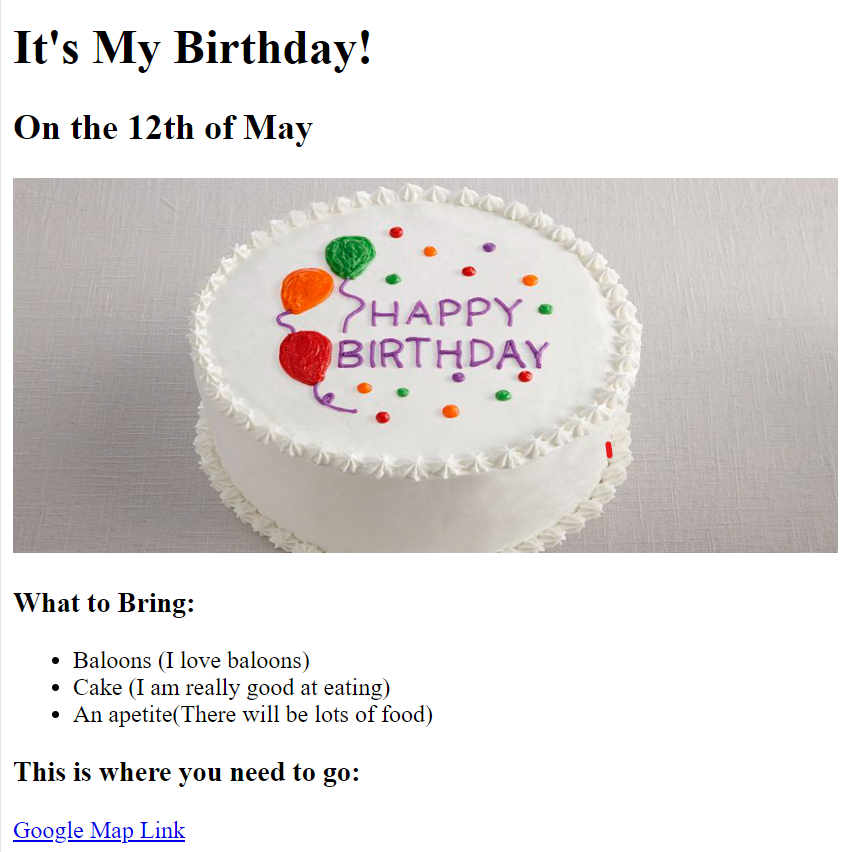 It's My Birthday!
On the 12th of May
HAPPY
BIRTHDAY
What to Bring:
Baloons (I love baloons)
Cake (I am really good at eating)
An apetite(There will be lots of food)
This is where you need to go:
Google Map Link